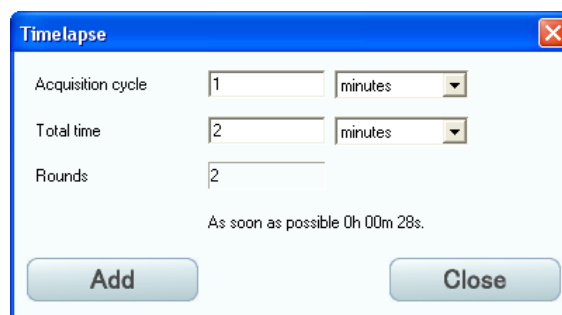 Timelapse
Acquisition cycle 1 minutes
Total time 2 minutes
Rounds 2
As soon as possible 0h 00m 28s.
Add Close